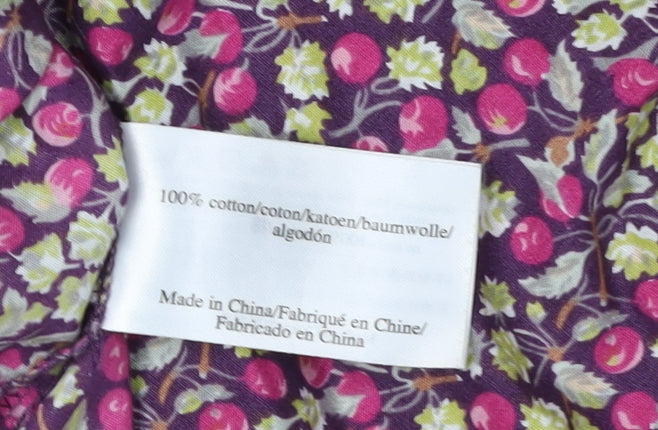 100% cotton/coton/katoen/baumwolle/
algodón
Made in China/Fabriqué en Chine/
Fabricado en China